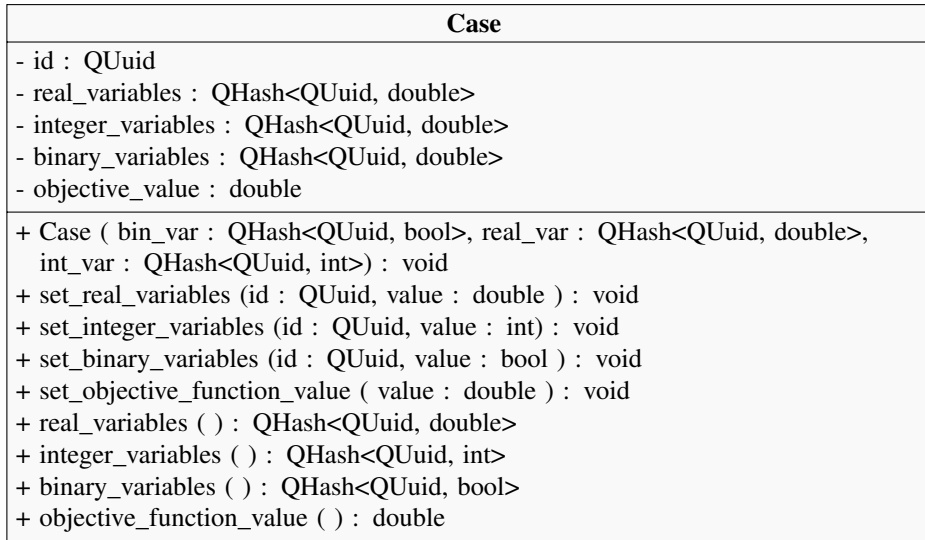 Case
- id : QUuid
- real_variables : QHash<QUuid, double>
- integer_variables : QHash<QUuid, double>
- binary_variables : QHash<QUuid, double>
- objective_value : double
+ Case ( bin_var : QHash<QUuid, bool>, real_var : QHash<QUuid, double>,
int_var : QHash<QUuid, int>) : void
+ set_real_variables (id : QUuid, value : double ) : void
+ set_integer_variables (id : QUuid, value : int) : void
+ set_binary_variables (id : QUuid, value : bool ) : void
+ set_objective_function_value ( value : double ) : void
+ real_variables ( ) : QHash<QUuid, double>
+ integer_variables ( ) : QHash<QUuid, int>
+ binary_variables ( ) : QHash<QUuid, bool>
+ objective_function_value ( ) : double